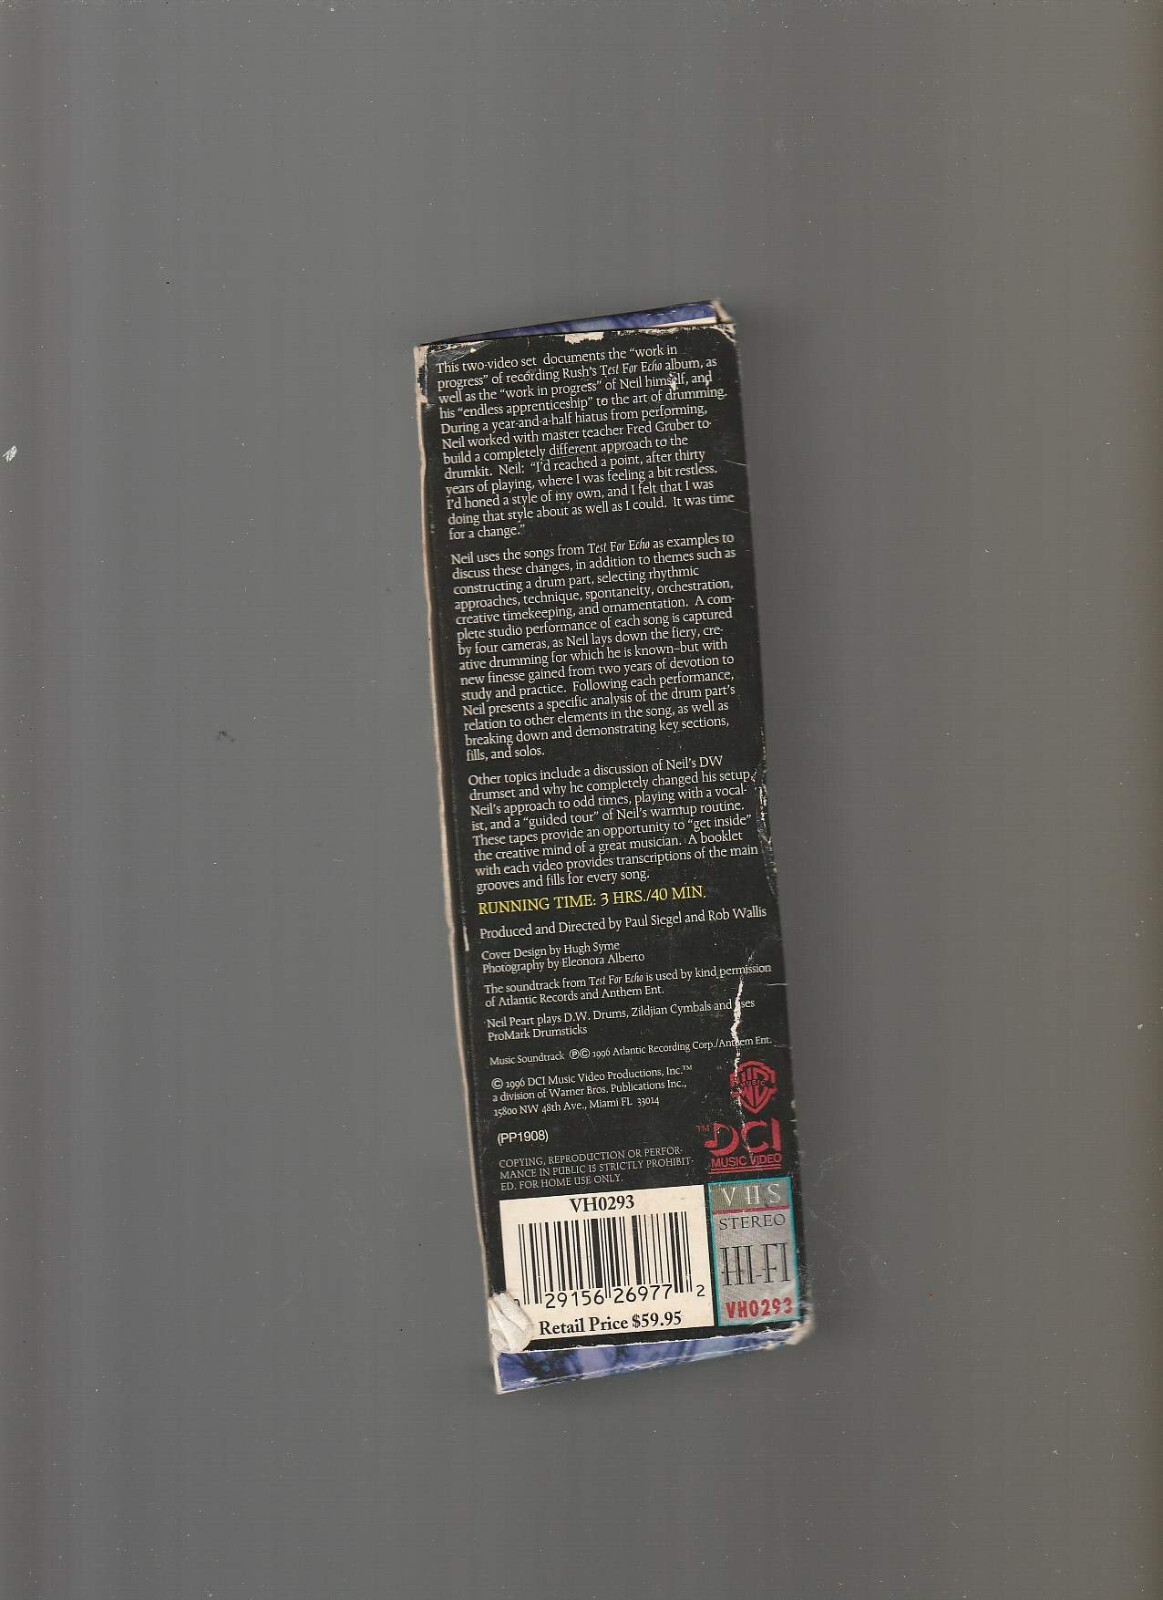 This two-video set documents the "work in
progress" of recording Rush's Test For Echo album, as
well as the "work in progress" of Neil himself, and
his "endless apprenticeship" to the art of drumming.
During a year-and-a-half hiatus from performing,
Neil worked with master teacher Fred Gruber to
build a completely different approach to the
drumkit. Neil: "I'd reached a point, after thirty
years of playing, where I was feeling a bit restless.
I'd honed a style of my own, and I felt that I was
doing that style about as well as I could. It was time
for a change."
Neil uses the songs from Test For Echo as examples to
discuss these changes, in addition to themes such as
constructing a drum part, selecting rhythmic
approaches, technique, spontaneity, orchestration,
creative timekeeping, and ornamentation. A com-
plete studio performance of each song is captured
by four cameras, as Neil lays down the fiery, cre-
ative drumming for which he is known–but with
new finesse gained from two years of devotion to
study and practice. Following each performance,
Neil presents a specific analysis of the drum part's
relation to other elements in the song, as well as
breaking down and demonstrating key sections,
fills, and solos.
Other topics include a discussion of Neil's DW
drumset and why he completely changed his setup,
Neil's approach to odd times, playing with a vocal-
ist, and a "guided tour" of Neil's warmup routine.
These tapes provide an opportunity to "get inside"
the creative mind of a great musician. A booklet
with each video provides transcriptions of the main
grooves and fills for every song.
RUNNING TIME: 3 HRS./40 MIN.
Produced and Directed by Paul Siegel and Rob Wallis
Cover Design by Hugh Syme
Photography by Eleonora Alberto
The soundtrack from Test For Echo is used by kind permission
of Atlantic Records and Anthem Ent.
Neil Peart plays D.W. Drums, Zildjian Cymbals and uses
ProMark Drumsticks
Music Soundtrack ℗© 1996 Atlantic Recording Corp./Anthem Ent.
© 1996 DCI Music Video Productions, Inc.™
a division of Warner Bros. Publications Inc.,
15800 NW 48th Ave., Miami FL 33014
(PP1908)
COPYING, REPRODUCTION OR PERFOR-
MANCE IN PUBLIC IS STRICTLY PROHIBIT-
ED. FOR HOME USE ONLY.
MUSIC
™ DCI
MUSIC VIDEO
VH0293
29156 26977 2
Retail Price $59.95
VHS
STEREO
HI-FI
VH0293